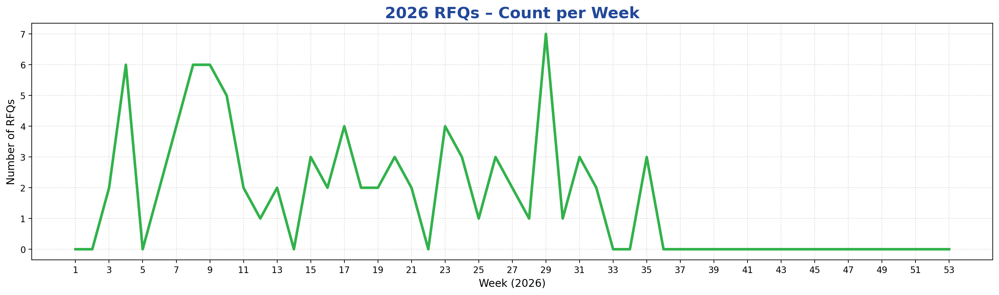 2026 RFQs – Count per Week
Number of RFQs
7
6
5
4
3
2
1
0
1 3 5 7 9 11 13 15 17 19 21 23 25 27 29 31 33 35 37 39 41 43 45 47 49 51 53
Week (2026)